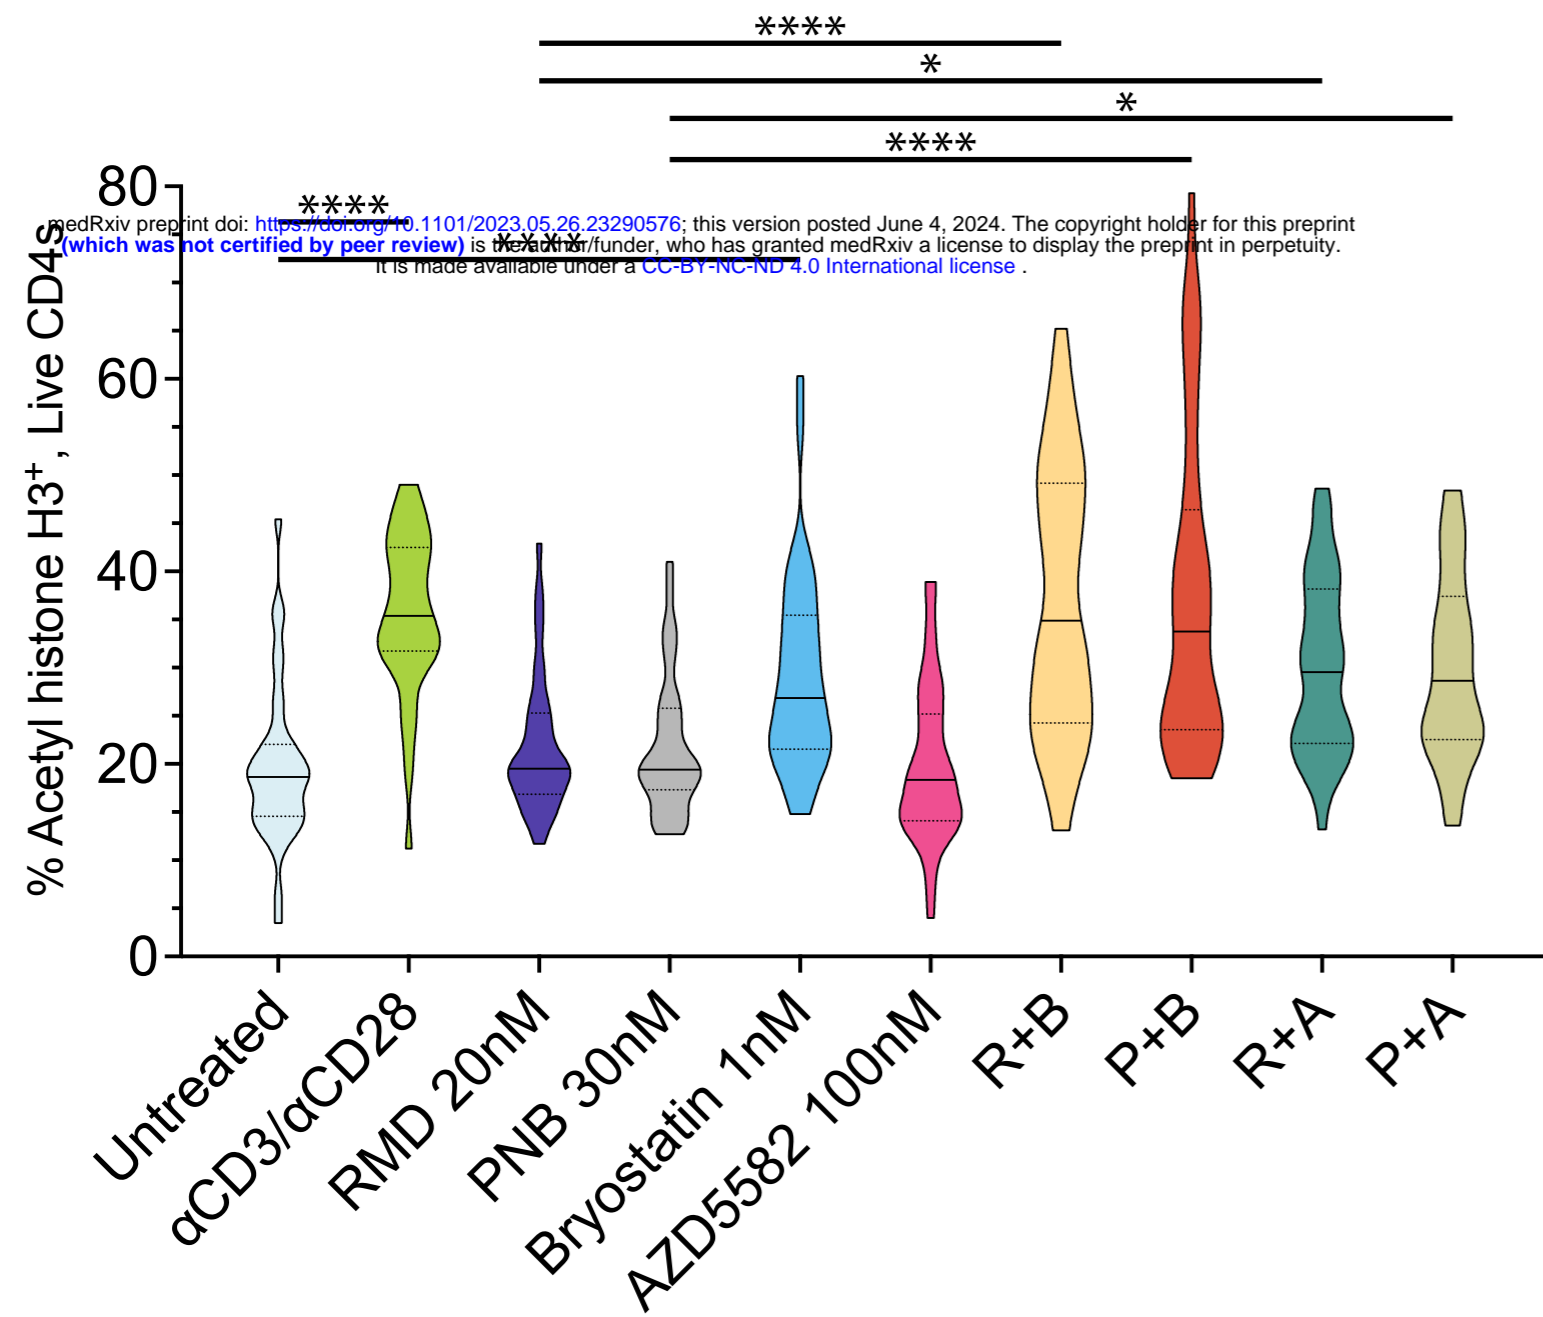 ****
*
*
****
80
****
medRxiv preprint doi: https://doi.org/10.1101/2023.05.26.23290576; this version posted June 4, 2024. The copyright holder for this preprint
(which was not certified by peer review) is the author/funder, who has granted medRxiv a license to display the preprint in perpetuity.
****
It is made available under a CC-BY-NC-ND 4.0 International license .
% Acetyl histone H3⁺, Live CD4s
60
40
20
0
Untreated
αCD3/αCD28
RMD 20nM
PNB 30nM
Bryostatin 1nM
AZD5582 100nM
R+B
P+B
R+A
P+A